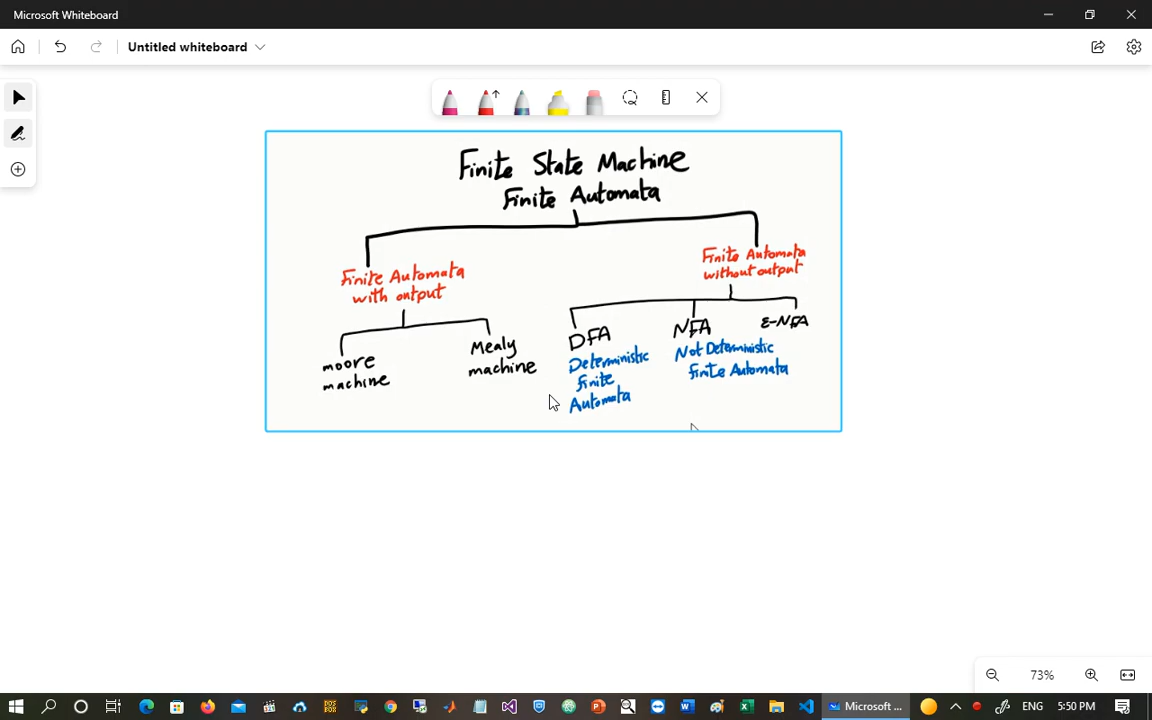 Microsoft Whiteboard
Untitled whiteboard
Finite State Machine
Finite Automata
Finite Automata
with output
Finite Automata
without output
moore
machine
Mealy
machine
DFA
Deterministic
finite
Automata
NFA
Not Deterministic
finite Automata
ε-NFA
73%
Microsoft ...
ENG
5:50 PM